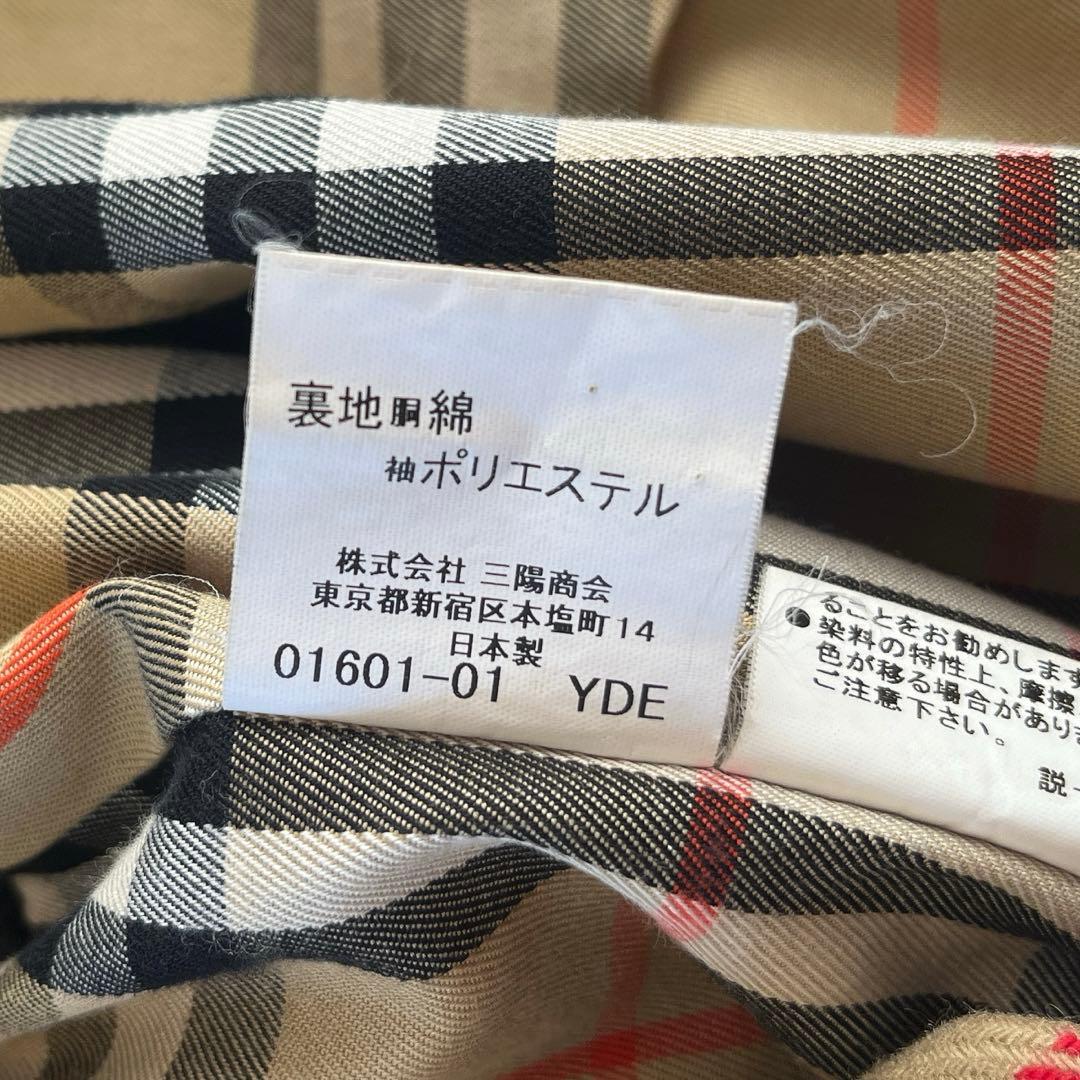 裏地胴綿
袖ポリエステル
株式会社 三陽商会
東京都新宿区本塩町14
日本製
01601-01 YDE
ることをお勧めします
●染料の特性上、摩擦
色が移る場合があり
ご注意下さい。
説